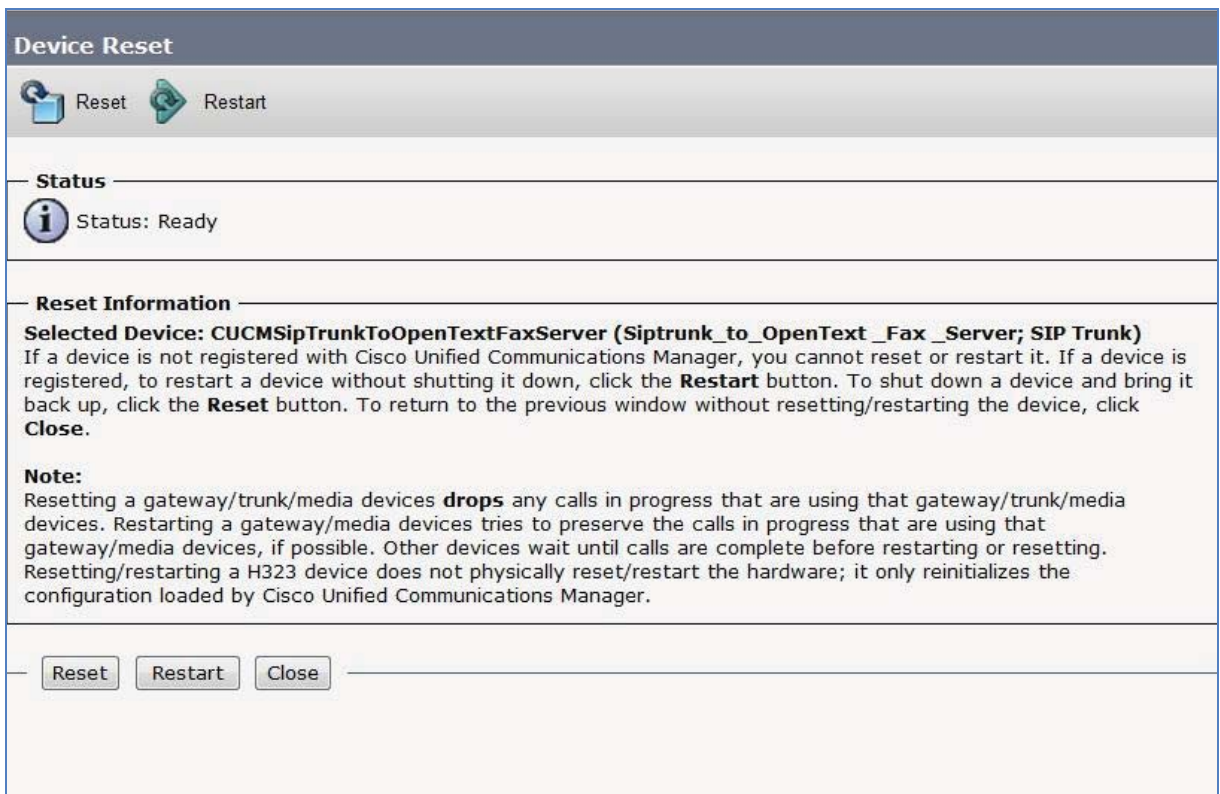 Device Reset
Reset Restart
Status
Status: Ready
Reset Information
Selected Device: CUCMSipTrunkToOpenTextFaxServer (Siptrunk_to_OpenText _Fax _Server; SIP Trunk)
If a device is not registered with Cisco Unified Communications Manager, you cannot reset or restart it. If a device is
registered, to restart a device without shutting it down, click the Restart button. To shut down a device and bring it
back up, click the Reset button. To return to the previous window without resetting/restarting the device, click
Close.
Note:
Resetting a gateway/trunk/media devices drops any calls in progress that are using that gateway/trunk/media
devices. Restarting a gateway/media devices tries to preserve the calls in progress that are using that
gateway/media devices, if possible. Other devices wait until calls are complete before restarting or resetting.
Resetting/restarting a H323 device does not physically reset/restart the hardware; it only reinitializes the
configuration loaded by Cisco Unified Communications Manager.
Reset Restart Close